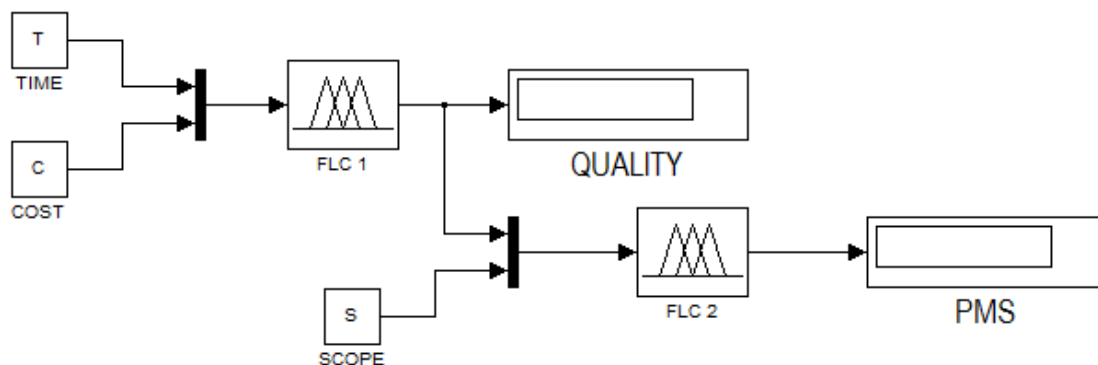 T
TIME
C
COST
FLC 1
QUALITY
S
SCOPE
FLC 2
PMS